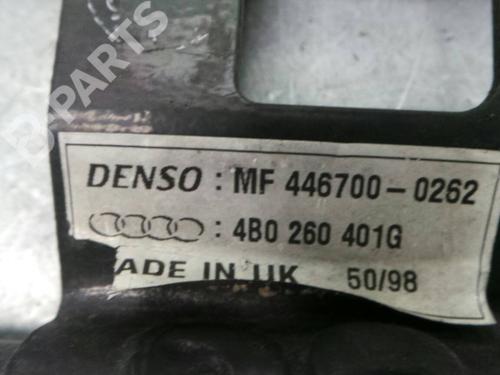 B-PARTS
DENSO : MF 446700-0262
: 4B0 260 401G
ADE IN UK 50/98